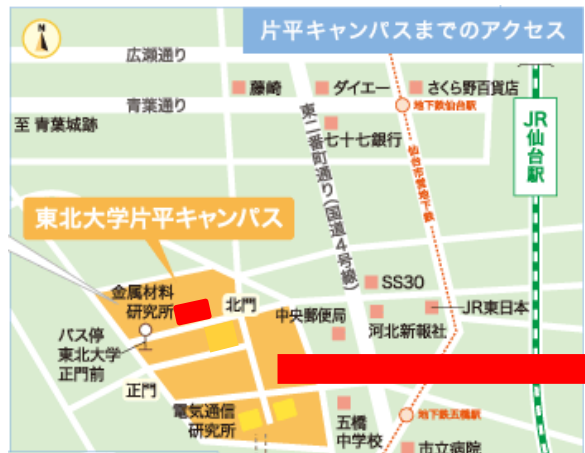 片平キャンパスまでのアクセス
N
広瀬通り
藤崎
ダイエー
さくら野百貨店
青葉通り
地下鉄仙台駅
至 青葉城跡
七十七銀行
JR仙台駅
東二番町通り(国道4号線)
仙台市営地下鉄
東北大学片平キャンパス
SS30
金属材料
研究所
北門
中央郵便局
JR東日本
河北新報社
バス停
東北大学
正門前
正門
電気通信
研究所
五橋
中学校
地下鉄五橋駅
市立病院